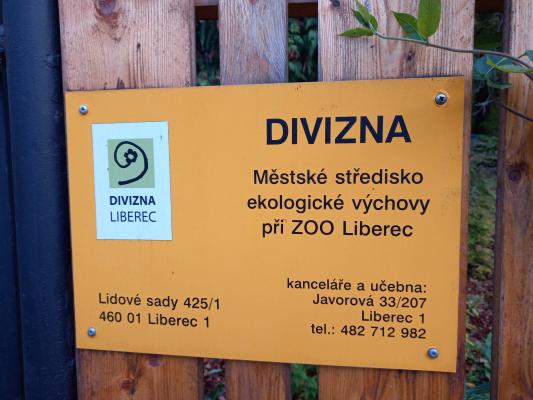 DIVIZNA
LIBEREC
DIVIZNA
Městské středisko
ekologické výchovy
při ZOO Liberec
Lidové sady 425/1
460 01 Liberec 1
kanceláře a učebna:
Javorová 33/207
Liberec 1
tel.: 482 712 982